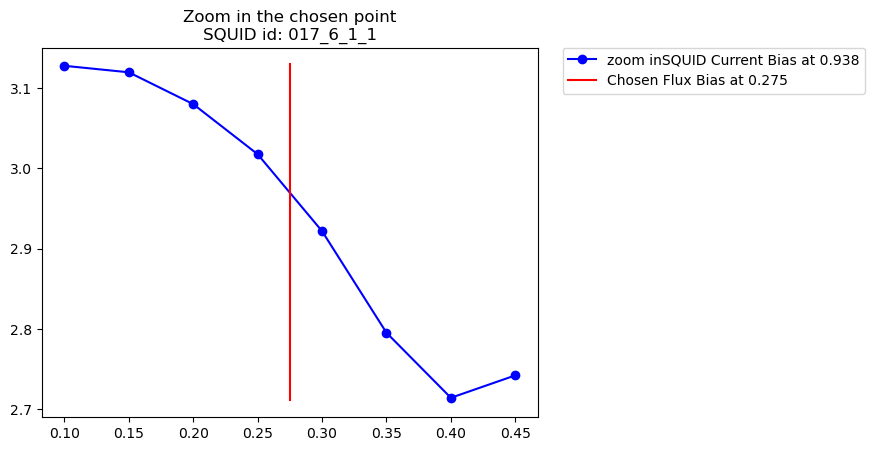 Zoom in the chosen point
SQUID id: 017_6_1_1
zoom inSQUID Current Bias at 0.938
Chosen Flux Bias at 0.275
3.1
3.0
2.9
2.8
2.7
0.10 0.15 0.20 0.25 0.30 0.35 0.40 0.45